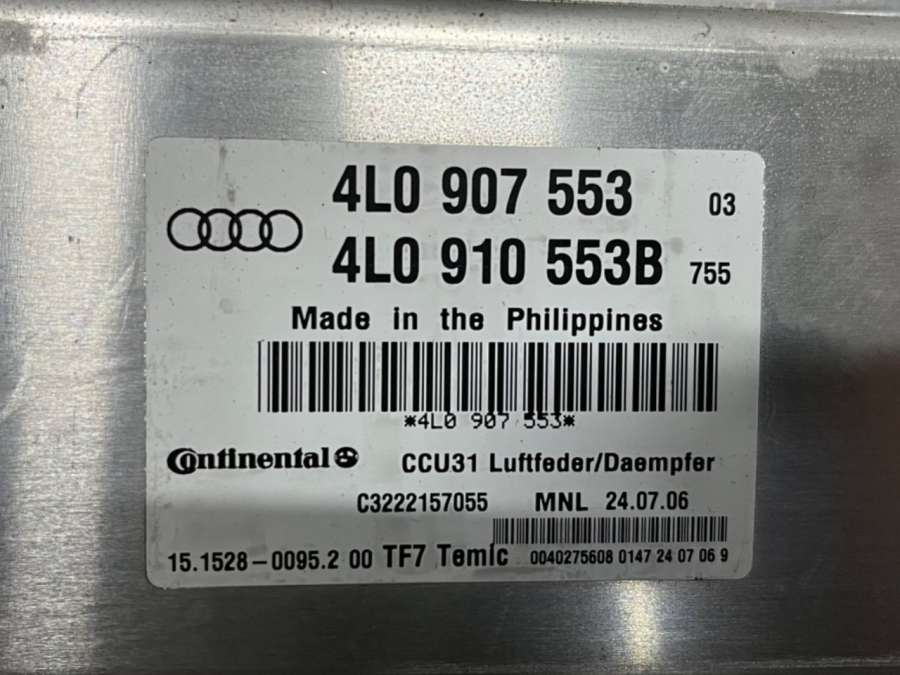 4L0 907 553 03
4L0 910 553B 755
Made in the Philippines
*4L0 907 553*
Continental CCU31 Luftfeder/Daempfer
C3222157055 MNL 24.07.06
15.1528-0095.2 00 TF7 Temic 0040275608 0147 24 07 06 9